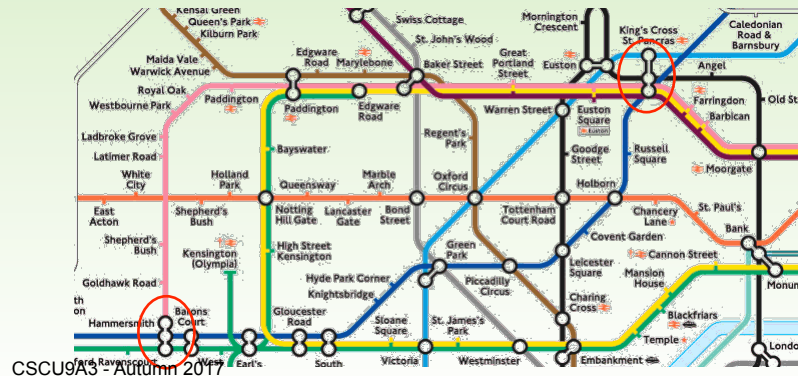 Kensal Green
Queen's Park
Kilburn Park
Maida Vale
Warwick Avenue
Royal Oak
Westbourne Park
Ladbroke Grove
Latimer Road
White
City
East
Acton
Shepherd's
Bush
Holland
Park
Shepherd's
Bush
Kensington
(Olympia)
Goldhawk Road
Hammersmith
Barons
Court
ford Ravenscourt
West
Earl's
Paddington
Edgware
Road
Marylebone
Paddington
Edgware
Road
Bayswater
Queensway
Notting
Hill Gate
Lancaster
Gate
Marble
Arch
Bond
Street
High Street
Kensington
Gloucester
Road
South
Hyde Park Corner
Knightsbridge
Sloane
Square
Victoria
St. James's
Park
Westminster
Swiss Cottage
St. John's Wood
Baker Street
Great
Portland
Street
Regent's
Park
Oxford
Circus
Green
Park
Piccadilly
Circus
Mornington
Crescent
Euston
Warren Street
Euston
Square
Euston
Goodge
Street
Tottenham
Court Road
Leicester
Square
Charing
Cross
Embankment
King's Cross
St. Pancras
Russell
Square
Holborn
Covent Garden
Chancery
Lane
Caledonian
Road &
Barnsbury
Angel
Old St
Farringdon
Barbican
Moorgate
St. Paul's
Bank
Cannon Street
Mansion
House
Monum
Blackfriars
Temple
Londo
th
on
CSCU9A3 - Autumn 2017